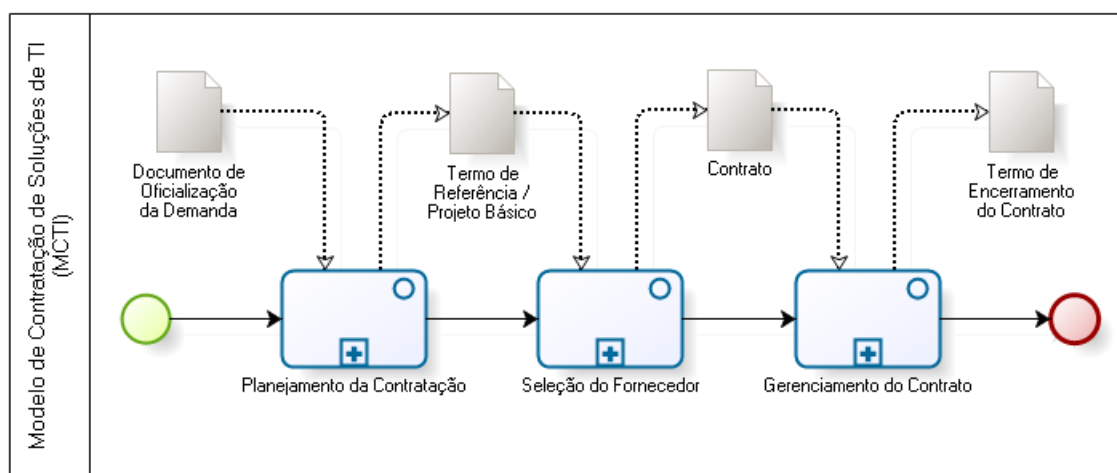 Modelo de Contratação de Soluções de TI
(MCTI)
Documento de
Oficialização
da Demanda
Termo de
Referência /
Projeto Básico
Contrato
Termo de
Encerramento
do Contrato
Planejamento da Contratação
Seleção do Fornecedor
Gerenciamento do Contrato